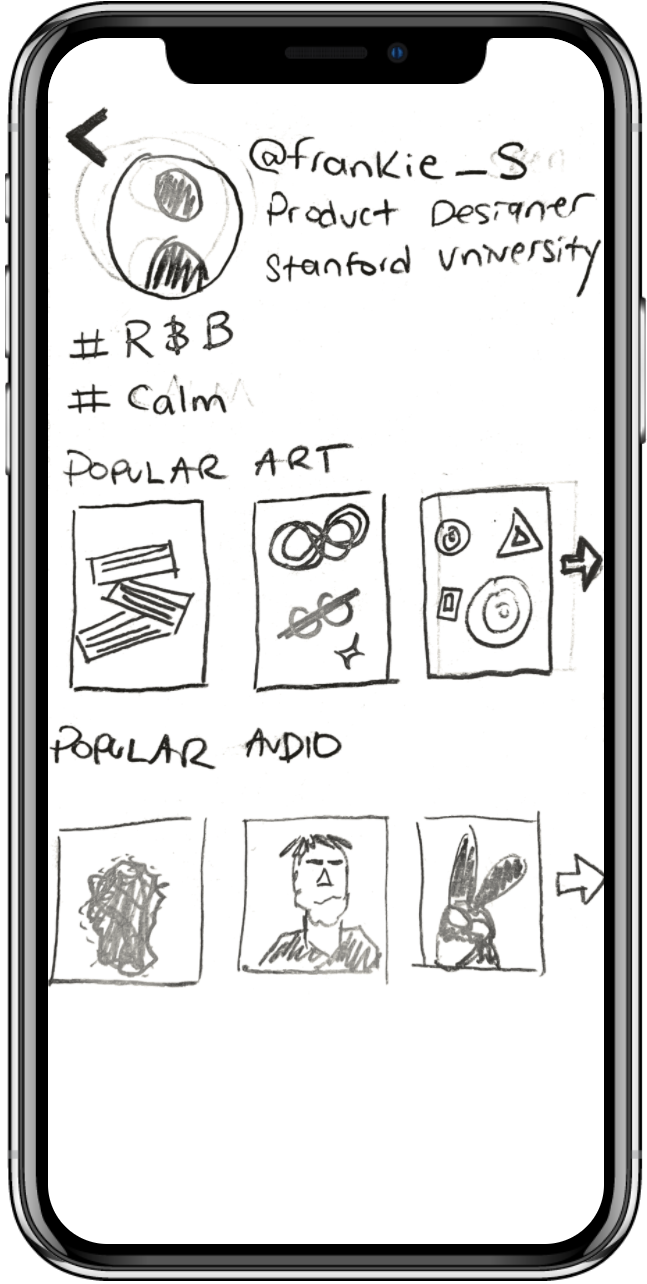 @frankie_S
Product Designer
Stanford University
# R$B
# Calm
POPULAR ART
POPULAR AUDIO